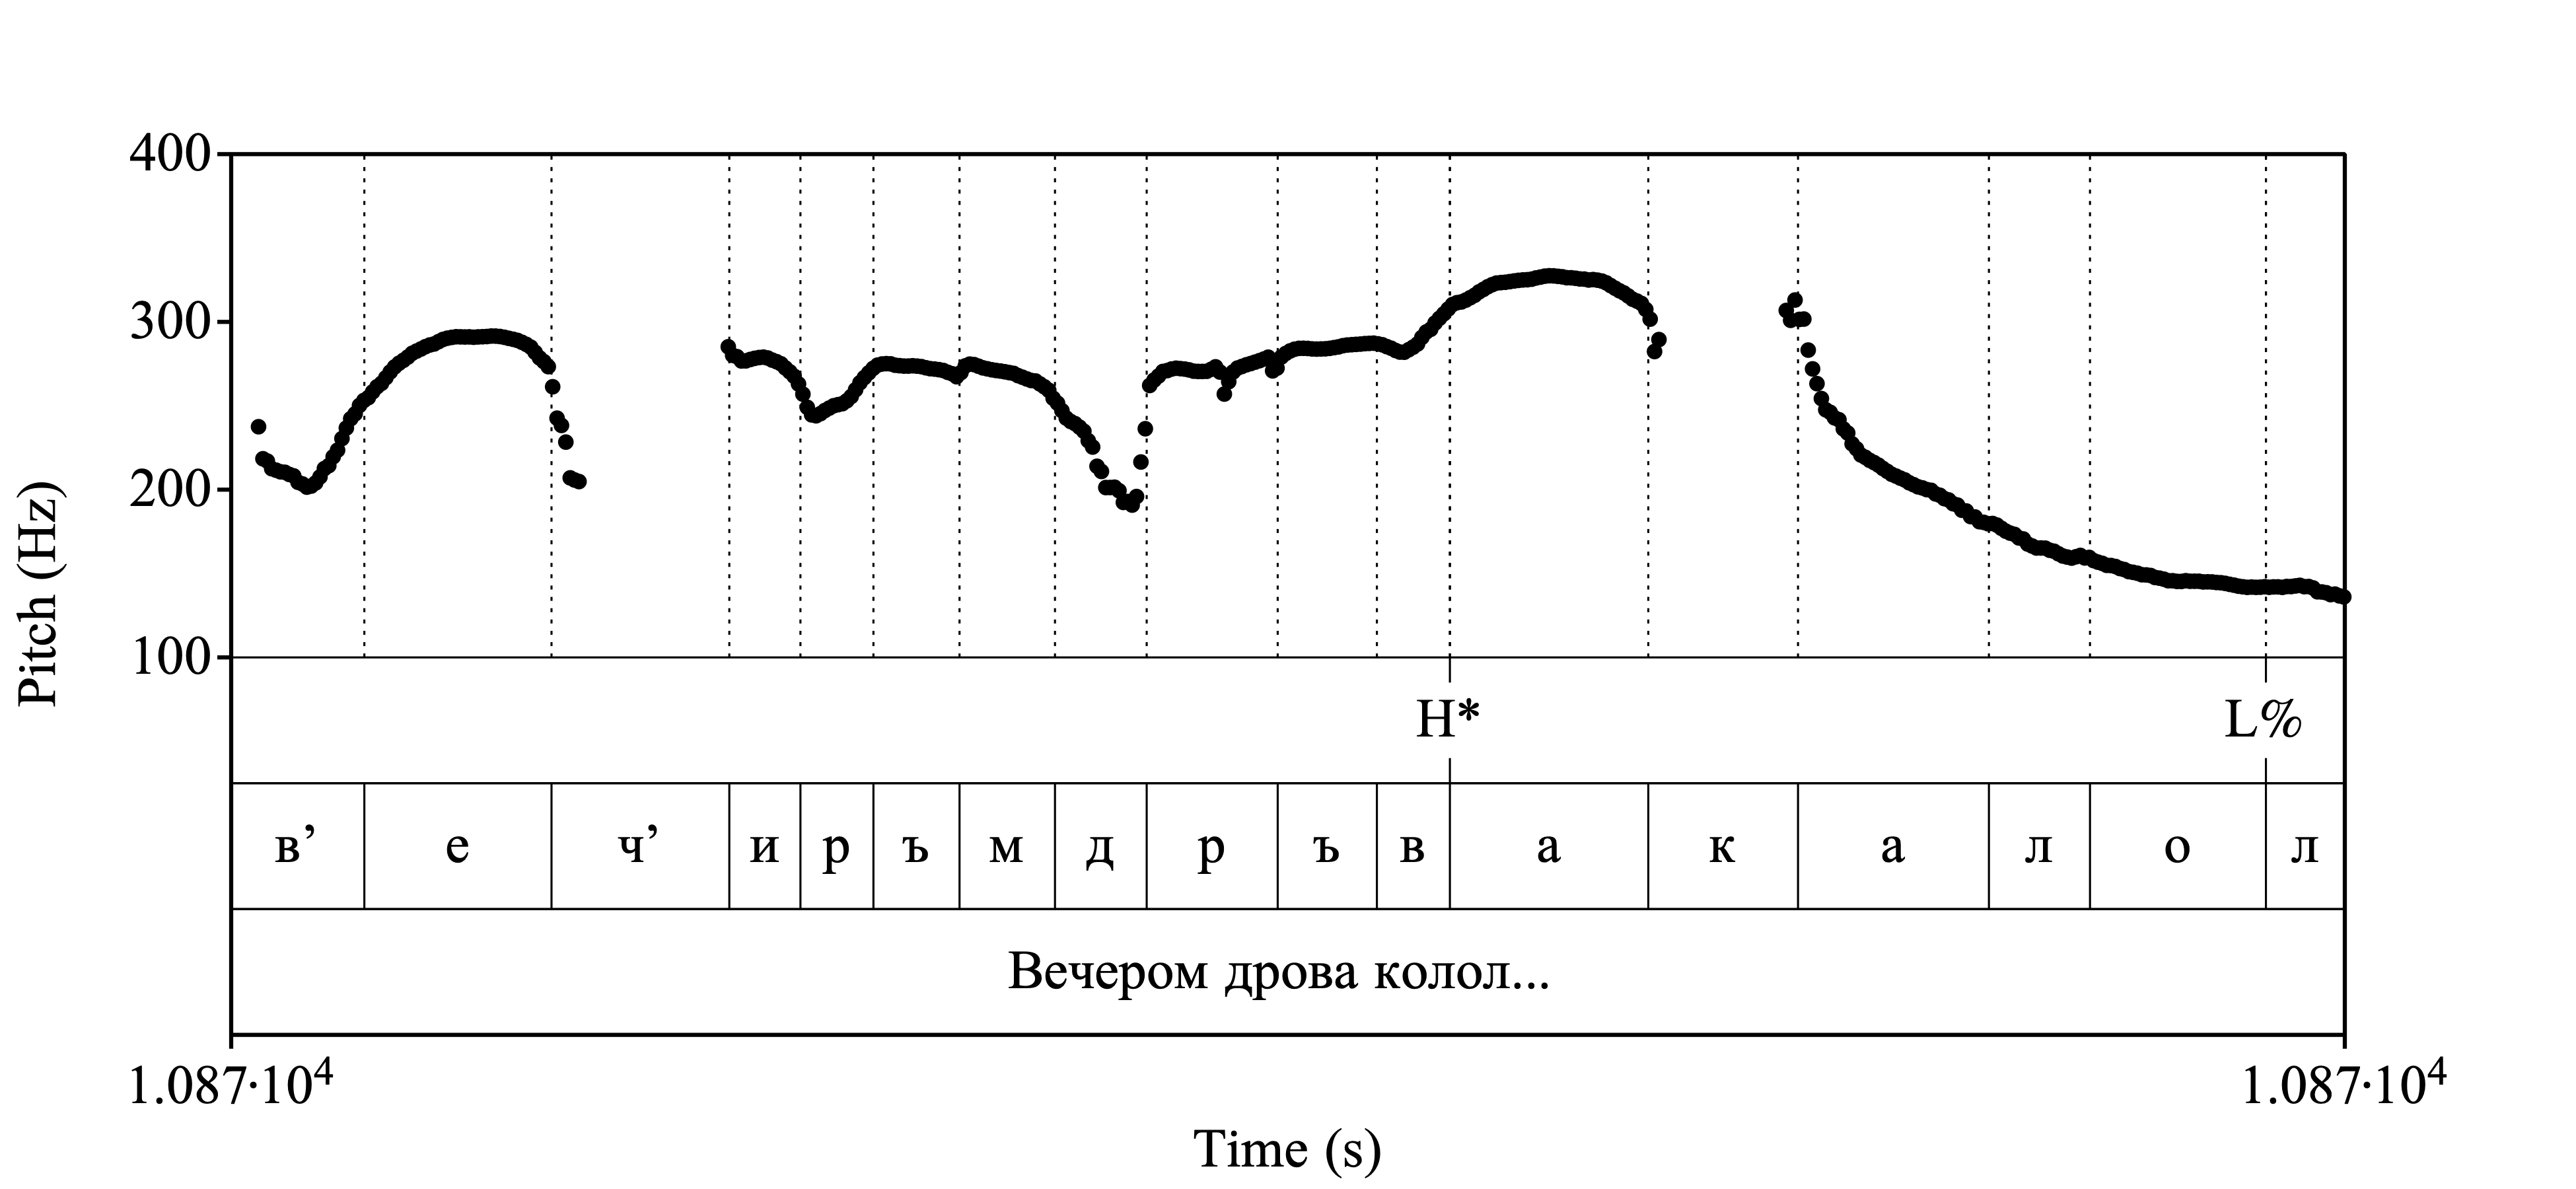 400
300
200
100
Pitch (Hz)
H* L%
в’ е ч’ и р ъ м д р ъ в а к а л о л
Вечером дрова колол...
1.087·10⁴ 1.087·10⁴
Time (s)